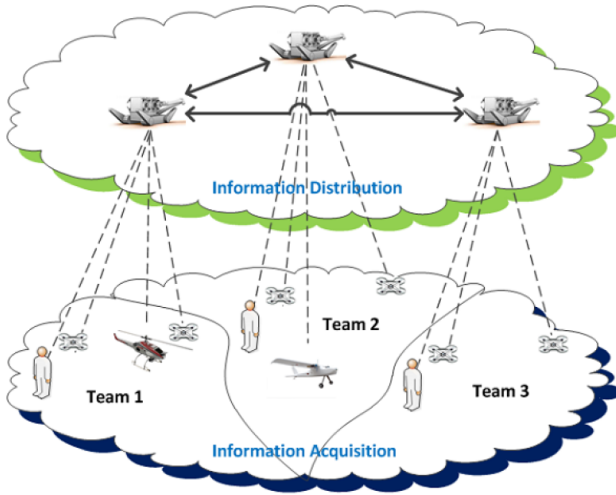 Information Distribution
Team 2
Team 1
Team 3
Information Acquisition